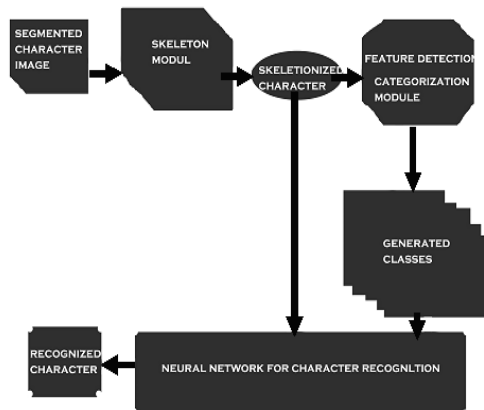 SEGMENTED
CHARACTER
IMAGE
SKELETON
MODUL
SKELETIONIZED
CHARACTER
FEATURE DETECTION
CATEGORIZATION
MODULE
GENERATED
CLASSES
RECOGNIZED
CHARACTER
NEURAL NETWORK FOR CHARACTER RECOGNLTION